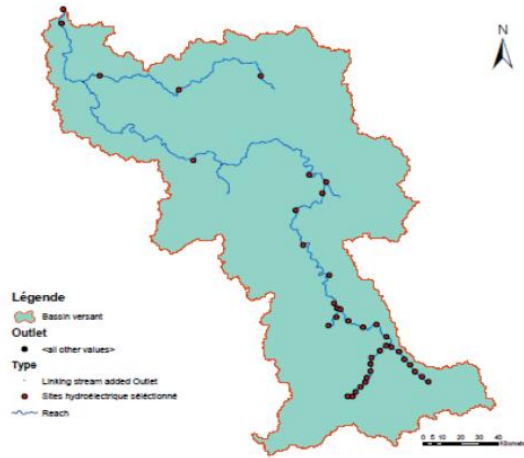 N
Légende
Bassin versant
Outlet
<all other values>
Type
Linking stream added Outlet
Sites hydroélectrique séléctionné
Reach
0 5 10 20 30 40